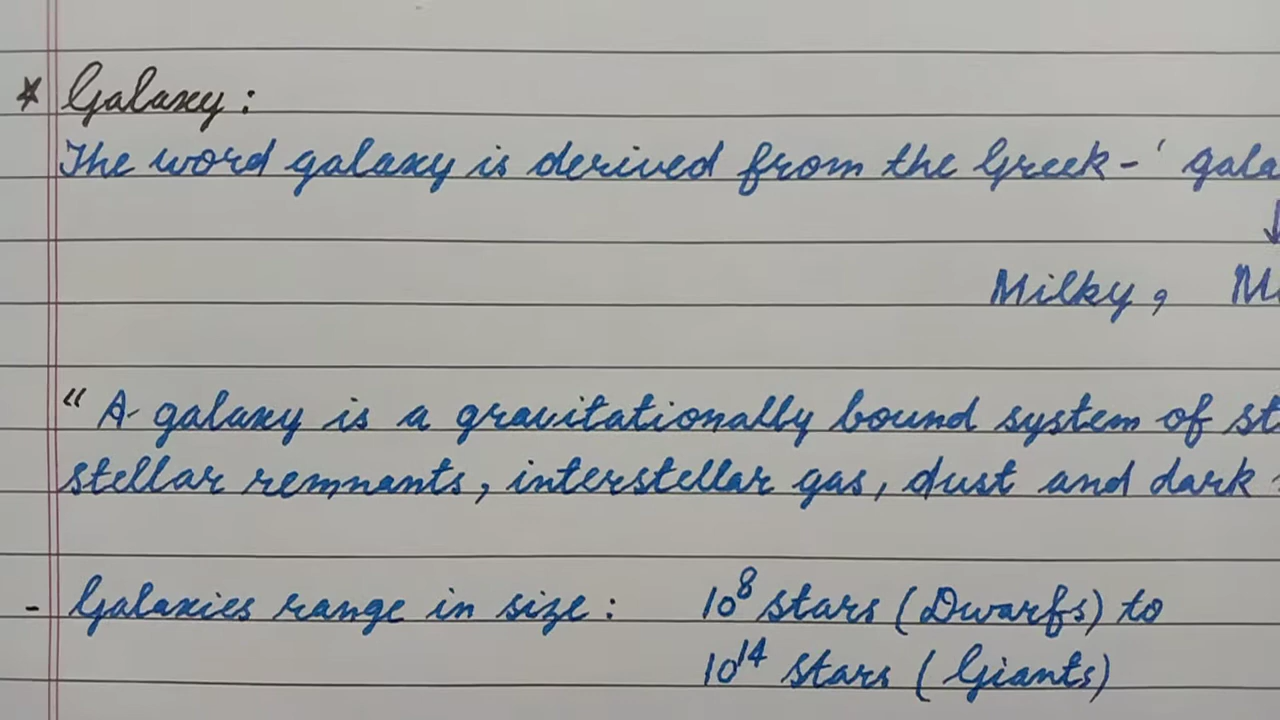 * Galaxy:
The word galaxy is derived from the Greek-' gala
Milky,
" A galaxy is a gravitationally bound system of st
stellar remnants, interstellar gas, dust and dark
- Galaxies range in size: 10⁸ stars (Dwarfs) to
10¹⁴ stars (Giants)